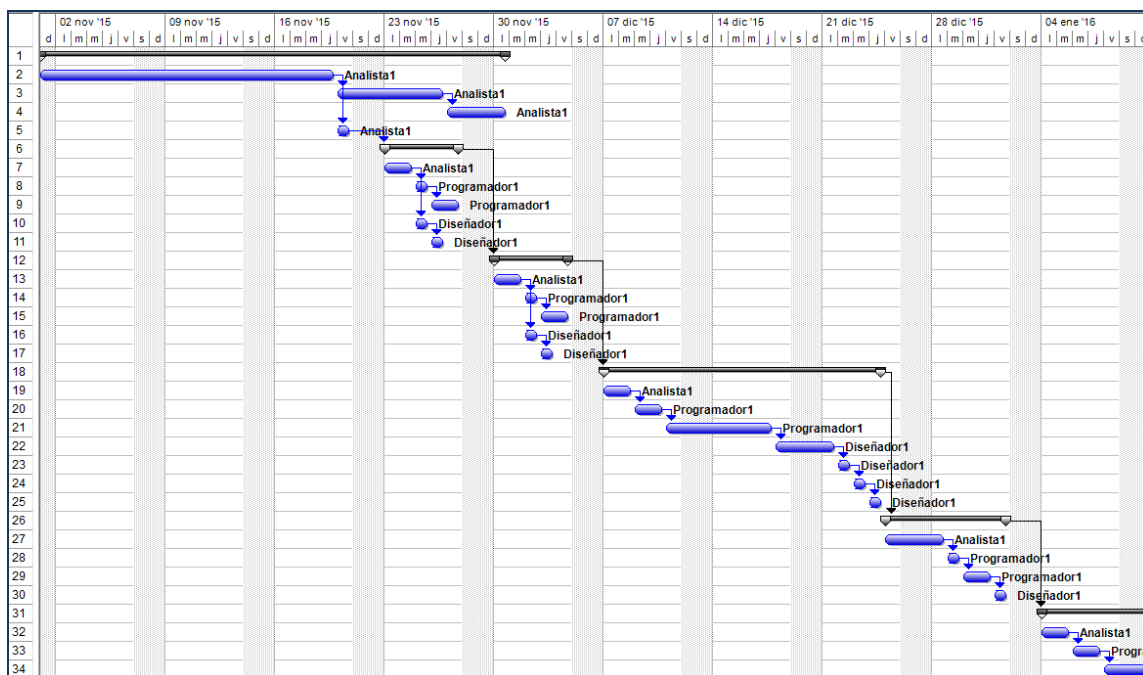 02 nov '15 09 nov '15 16 nov '15 23 nov '15 30 nov '15 07 dic '15 14 dic '15 21 dic '15 28 dic '15 04 ene '16
d l m m j v s d l m m j v s d l m m j v s d l m m j v s d l m m j v s d l m m j v s d l m m j v s d l m m j v s d l m m j v s d l m m j v s d
1
2 Analista1
3 Analista1
4 Analista1
5 Analista1
6
7 Analista1
8 Programador1
9 Programador1
10 Diseñador1
11 Diseñador1
12
13 Analista1
14 Programador1
15 Programador1
16 Diseñador1
17 Diseñador1
18
19 Analista1
20 Programador1
21 Programador1
22 Diseñador1
23 Diseñador1
24 Diseñador1
25 Diseñador1
26
27 Analista1
28 Programador1
29 Programador1
30 Diseñador1
31
32 Analista1
33 Progra
34